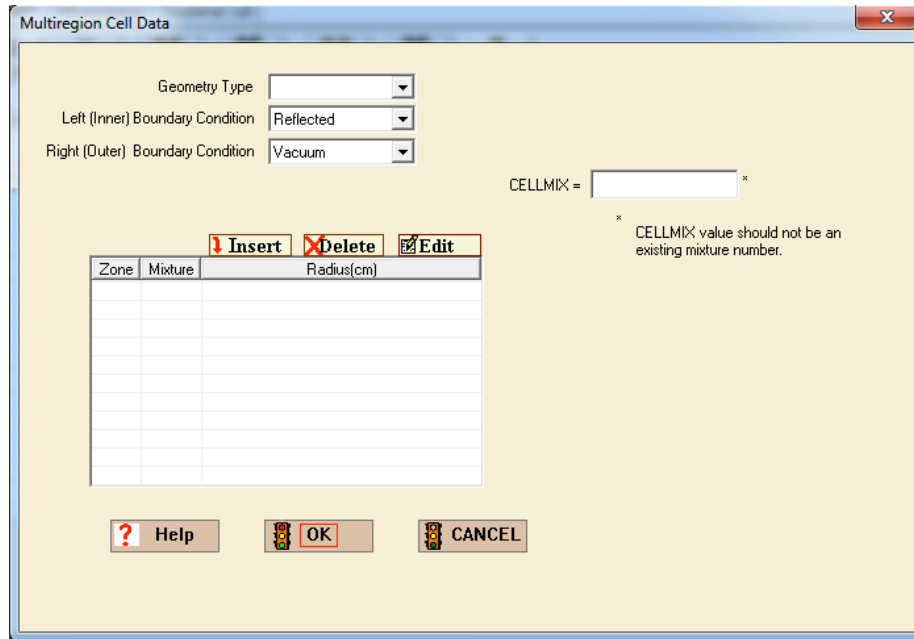 Multiregion Cell Data
x
Geometry Type
Left (Inner) Boundary Condition Reflected
Right (Outer) Boundary Condition Vacuum
CELLMIX = *
*
CELLMIX value should not be an
existing mixture number.
Insert Delete Edit
Zone Mixture Radius(cm)
? Help OK CANCEL